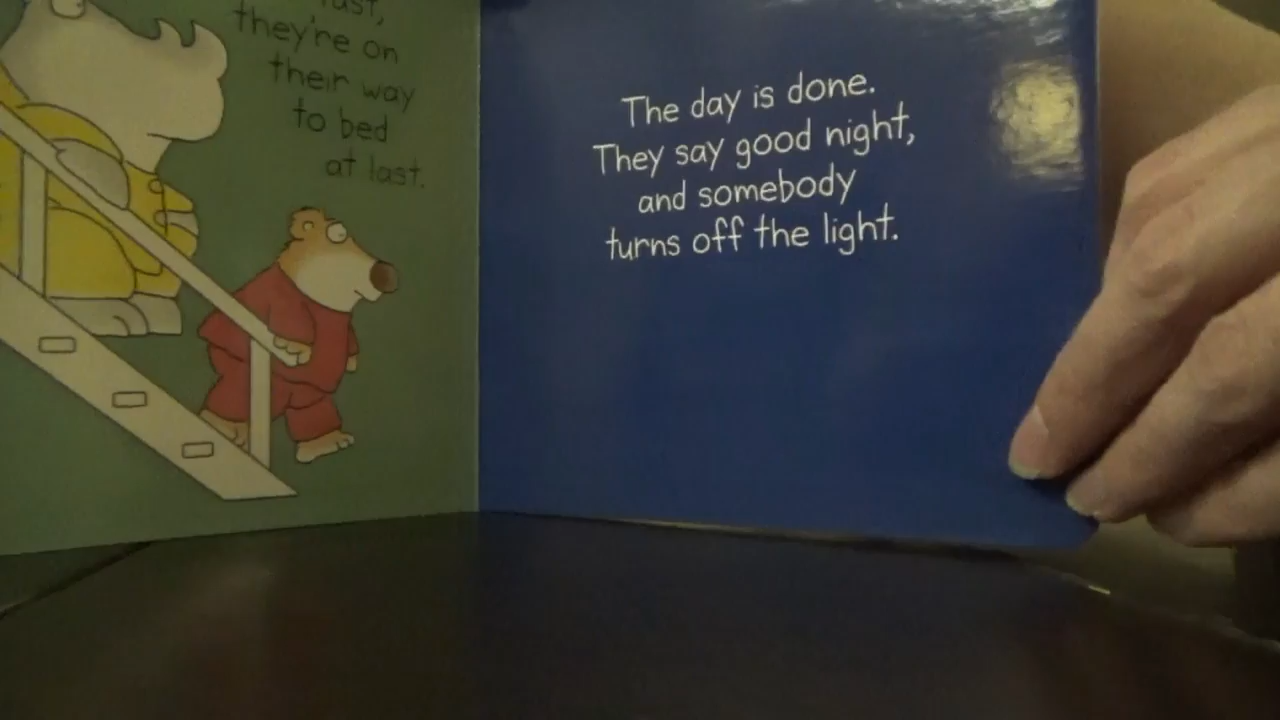 fast,
they're on
their way
to bed
at last.
The day is done.
They say good night,
and somebody
turns off the light.